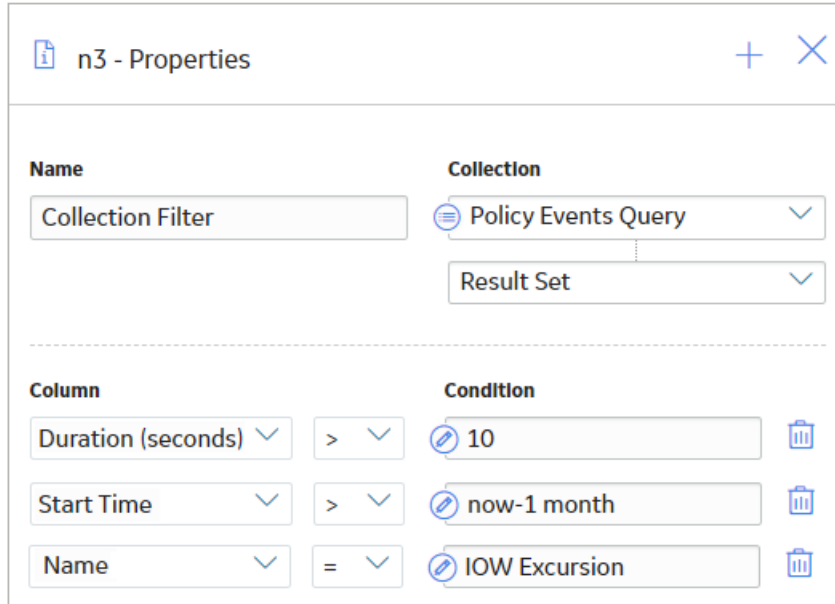 n3 - Properties
Name
Collection
Collection Filter
Policy Events Query
Result Set
Column
Condition
Duration (seconds) > 10
Start Time > now-1 month
Name = IOW Excursion